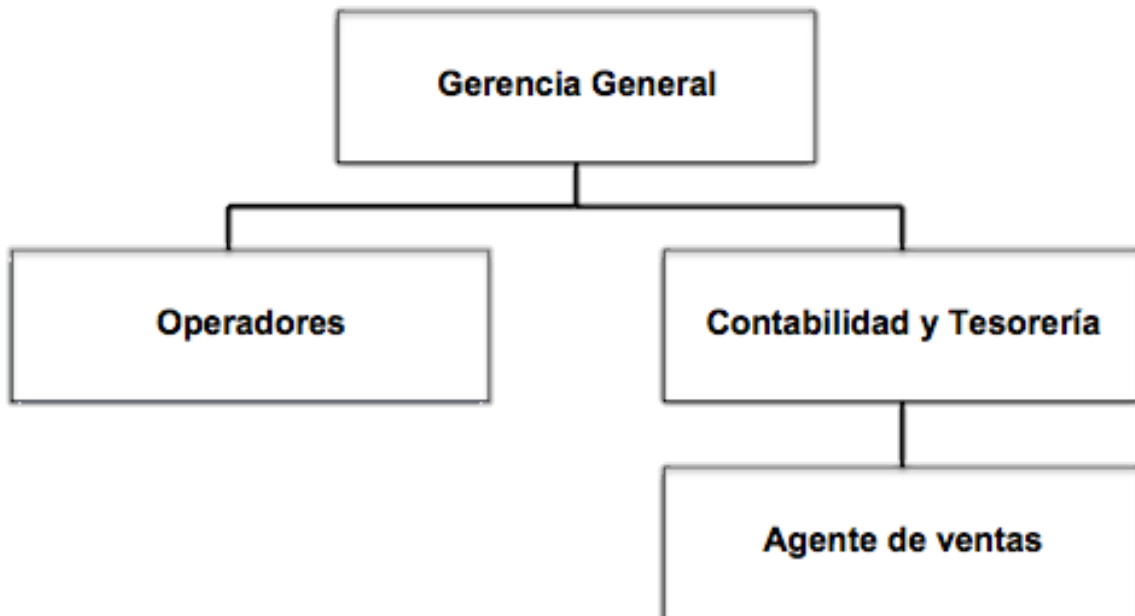 Gerencia General
Operadores
Contabilidad y Tesorería
Agente de ventas